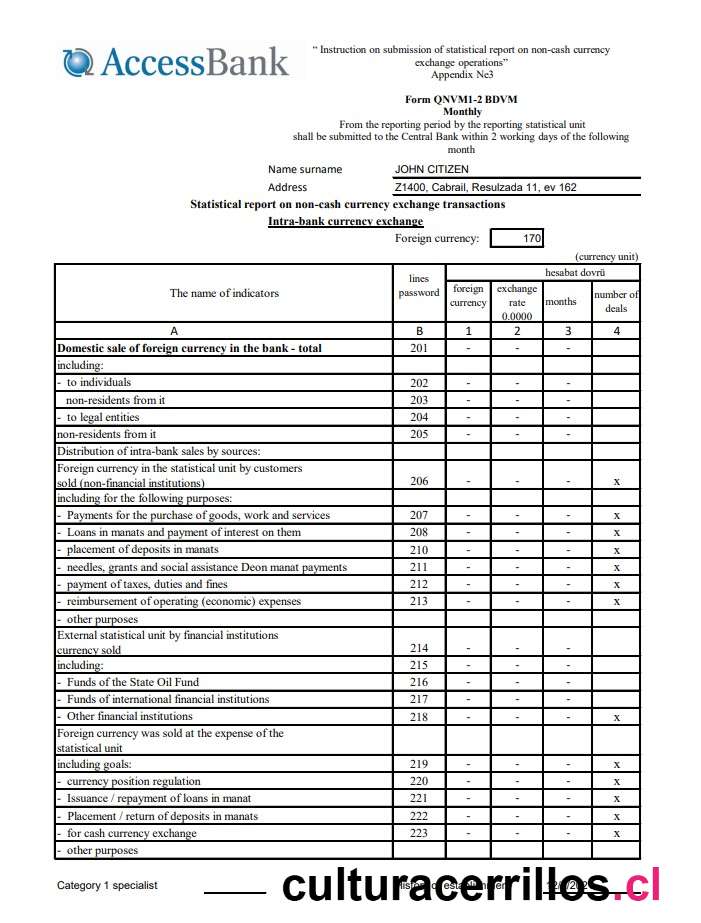 AccessBank
“ Instruction on submission of statistical report on non-cash currency
exchange operations”
Appendix №3
Form QNVM1-2 BDVM
Monthly
From the reporting period by the reporting statistical unit
shall be submitted to the Central Bank within 2 working days of the following
month
Name surname JOHN CITIZEN
Address Z1400, Cabrail, Resulzada 11, ev 162
Statistical report on non-cash currency exchange transactions
Intra-bank currency exchange
Foreign currency: 170
(currency unit)
The name of indicators
lines
password
hesabat dovrü
foreign
currency
exchange
rate
0.0000
months
number of
deals
A B 1 2 3 4
Domestic sale of foreign currency in the bank - total 201 - - -
including:
- to individuals 202 - - -
non-residents from it 203 - - -
- to legal entities 204 - - -
non-residents from it 205 - - -
Distribution of intra-bank sales by sources:
Foreign currency in the statistical unit by customers
sold (non-financial institutions) 206 - - - x
including for the following purposes:
- Payments for the purchase of goods, work and services 207 - - - x
- Loans in manats and payment of interest on them 208 - - - x
- placement of deposits in manats 210 - - - x
- needles, grants and social assistance Deon manat payments 211 - - - x
- payment of taxes, duties and fines 212 - - - x
- reimbursement of operating (economic) expenses 213 - - - x
- other purposes
External statistical unit by financial institutions
currency sold 214 - - -
including: 215 - - -
- Funds of the State Oil Fund 216 - - -
- Funds of international financial institutions 217 - - -
- Other financial institutions 218 - - - x
Foreign currency was sold at the expense of the
statistical unit
including goals: 219 - - - x
- currency position regulation 220 - - - x
- Issuance / repayment of loans in manat 221 - - - x
- Placement / return of deposits in manats 222 - - - x
- for cash currency exchange 223 - - - x
- other purposes
Category 1 specialist
culturacerrillos.cl